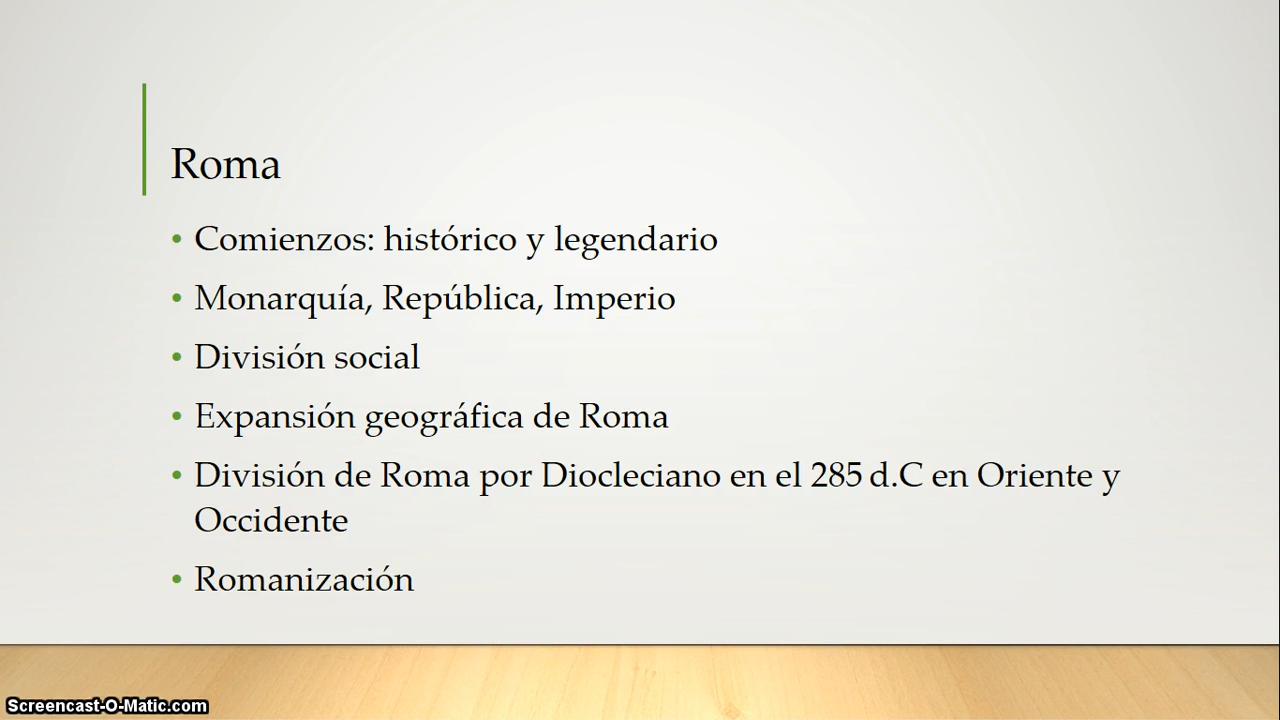 Roma
• Comienzos: histórico y legendario
• Monarquía, República, Imperio
• División social
• Expansión geográfica de Roma
• División de Roma por Diocleciano en el 285 d.C en Oriente y
Occidente
• Romanización
Screencast-O-Matic.com